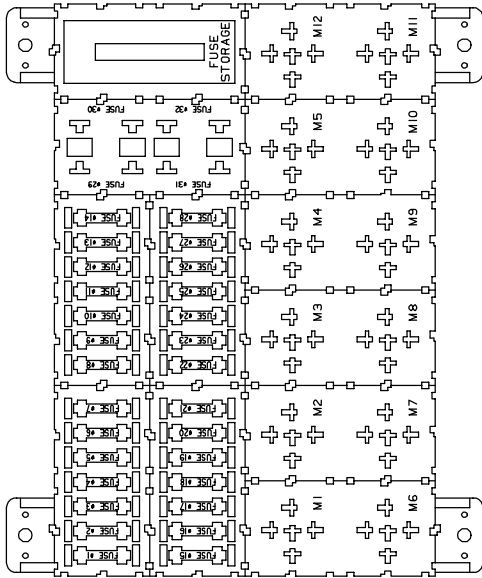 FUSE STORAGE
M12
M11
FUSE #30
FUSE #32
M5
M10
FUSE #29
FUSE #31
FUSE #14
FUSE #28
M4
M9
FUSE #13
FUSE #27
FUSE #12
FUSE #26
FUSE #11
FUSE #25
FUSE #10
FUSE #24
M3
M8
FUSE #9
FUSE #23
FUSE #8
FUSE #22
FUSE #7
FUSE #21
M2
M7
FUSE #6
FUSE #20
FUSE #5
FUSE #19
FUSE #4
FUSE #18
FUSE #3
FUSE #17
M1
M6
FUSE #2
FUSE #16
FUSE #1
FUSE #15